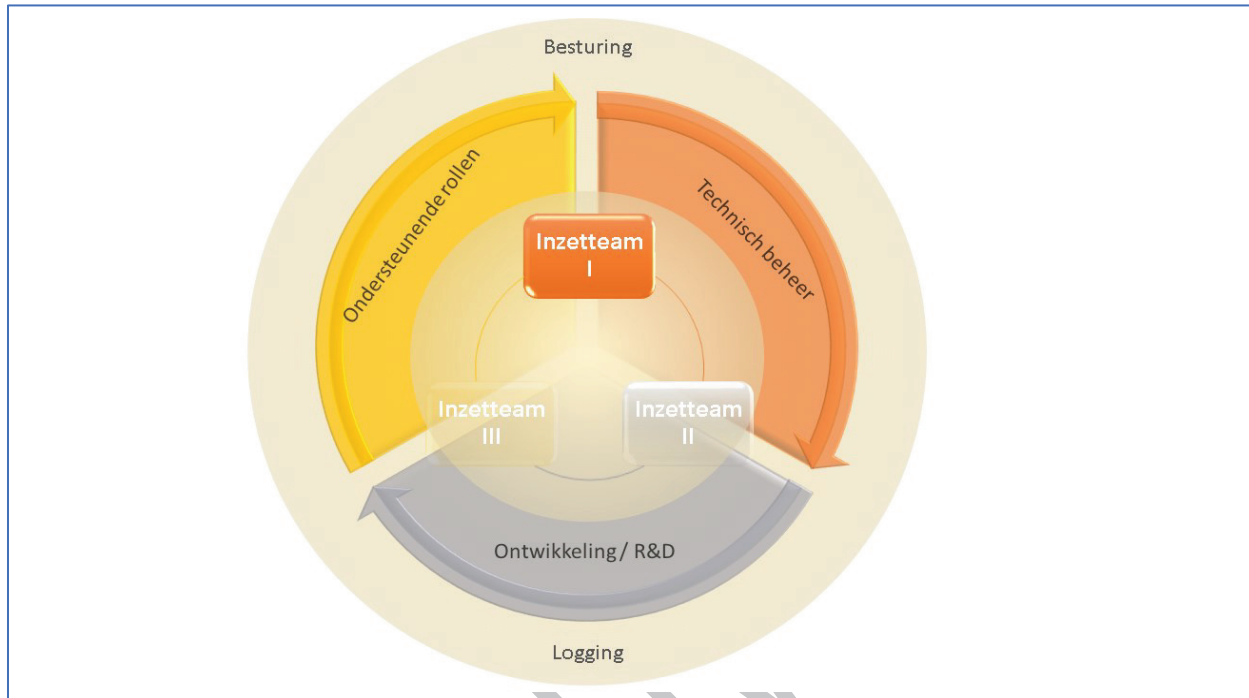 Besturing
Ondersteunende rollen
Technisch beheer
Inzetteam
I
Inzetteam
III
Inzetteam
II
Ontwikkeling / R&D
Logging